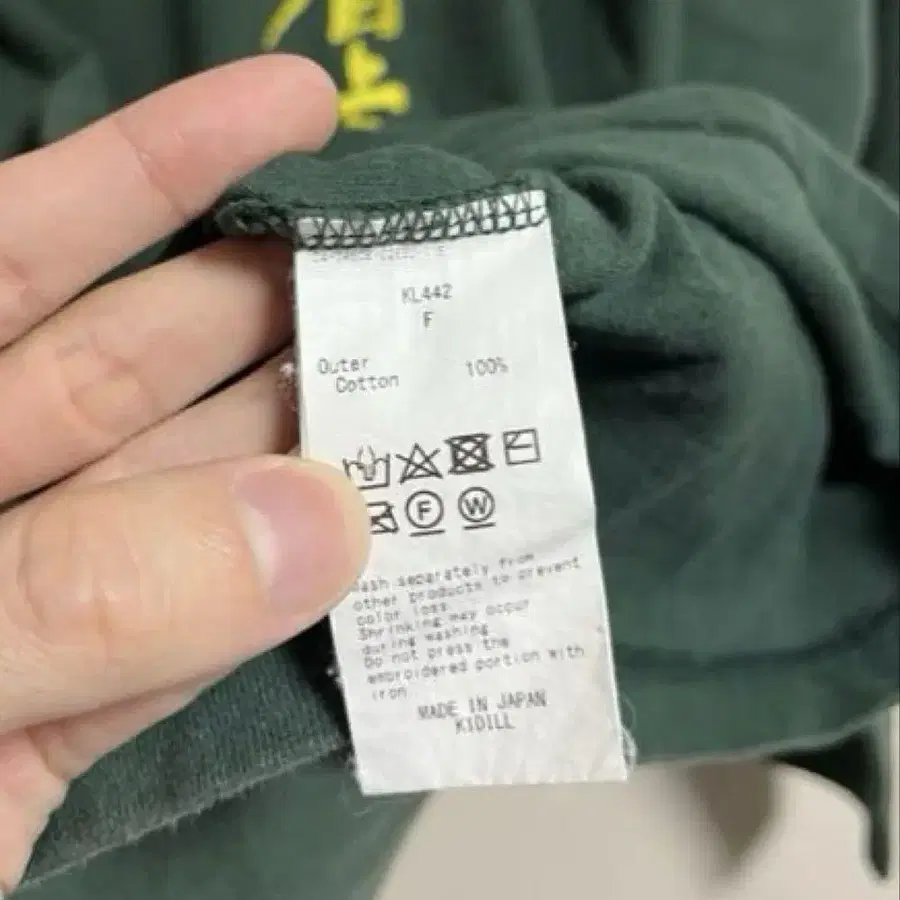 KL442
F
Outer 100%
Cotton
F W
Wash separately from
other products to prevent
color loss
Shrinking may occur
during washing
Do not press the
embroidered portion with
iron
MADE IN JAPAN
KIDILL